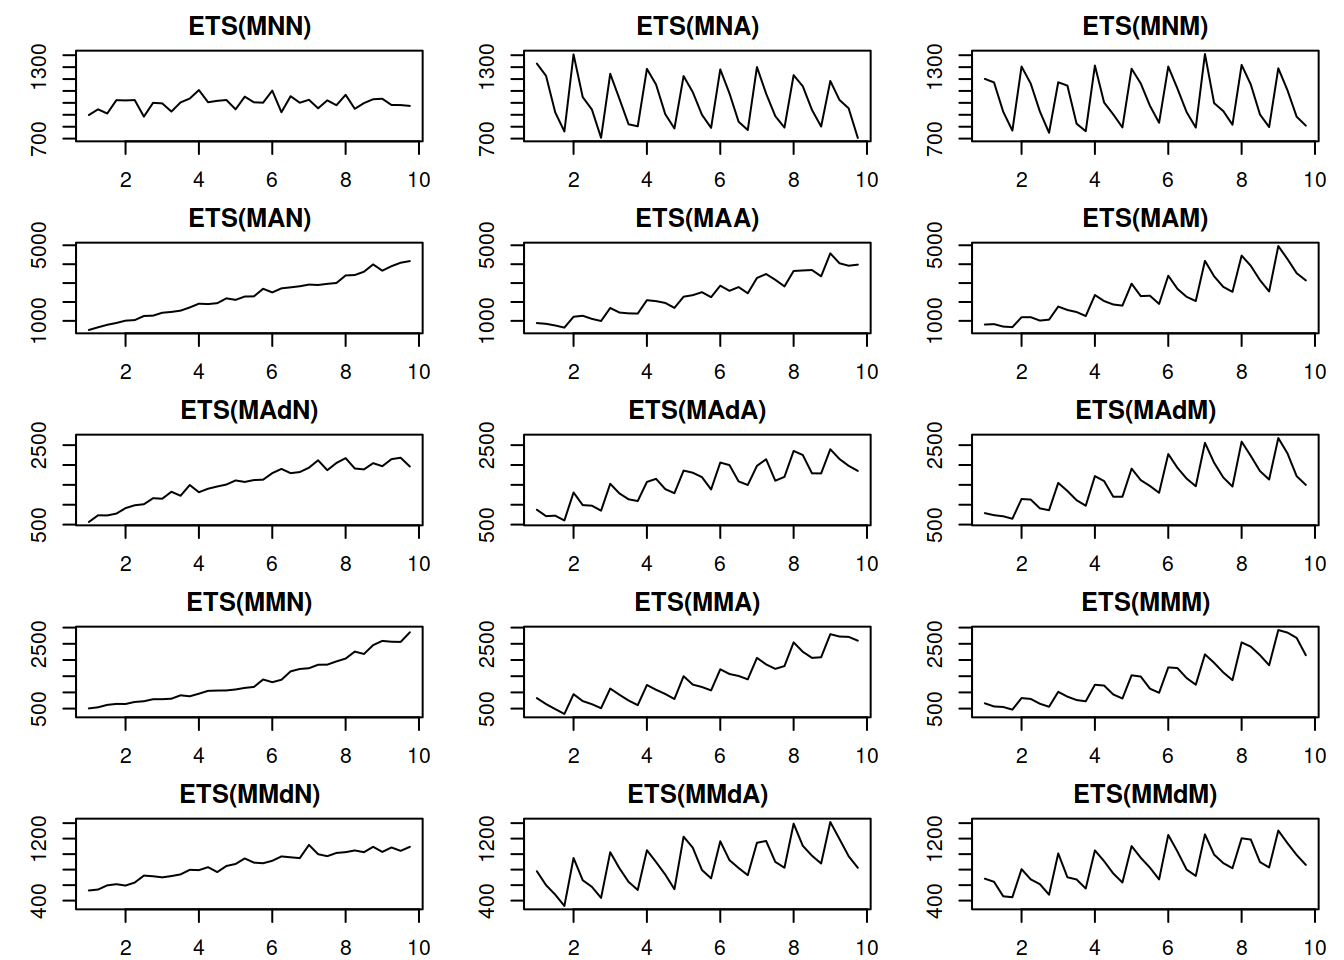 ETS(MNN) ETS(MNA) ETS(MNM)
700 1300 700 1300 700 1300
2 4 6 8 10 2 4 6 8 10 2 4 6 8 10
ETS(MAN) ETS(MAA) ETS(MAM)
1000 5000 1000 5000 1000 5000
2 4 6 8 10 2 4 6 8 10 2 4 6 8 10
ETS(MAdN) ETS(MAdA) ETS(MAdM)
500 2500 500 2500 500 2500
2 4 6 8 10 2 4 6 8 10 2 4 6 8 10
ETS(MMN) ETS(MMA) ETS(MMM)
500 2500 500 2500 500 2500
2 4 6 8 10 2 4 6 8 10 2 4 6 8 10
ETS(MMdN) ETS(MMdA) ETS(MMdM)
400 1200 400 1200 400 1200
2 4 6 8 10 2 4 6 8 10 2 4 6 8 10